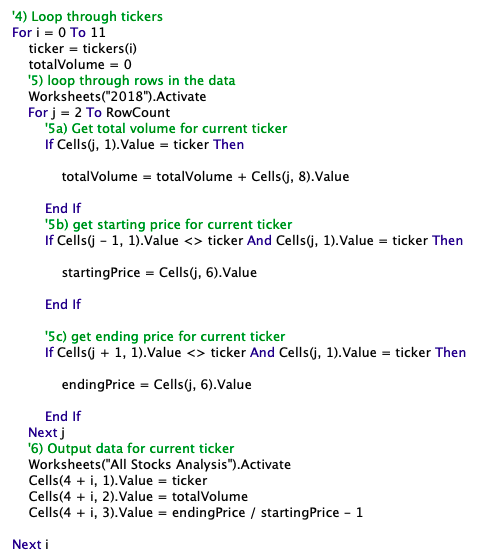 '4) Loop through tickers
For i = 0 To 11
ticker = tickers(i)
totalVolume = 0
'5) loop through rows in the data
Worksheets("2018").Activate
For j = 2 To RowCount
'5a) Get total volume for current ticker
If Cells(j, 1).Value = ticker Then
totalVolume = totalVolume + Cells(j, 8).Value
End If
'5b) get starting price for current ticker
If Cells(j - 1, 1).Value <> ticker And Cells(j, 1).Value = ticker Then
startingPrice = Cells(j, 6).Value
End If
'5c) get ending price for current ticker
If Cells(j + 1, 1).Value <> ticker And Cells(j, 1).Value = ticker Then
endingPrice = Cells(j, 6).Value
End If
Next j
'6) Output data for current ticker
Worksheets("All Stocks Analysis").Activate
Cells(4 + i, 1).Value = ticker
Cells(4 + i, 2).Value = totalVolume
Cells(4 + i, 3).Value = endingPrice / startingPrice - 1
Next i